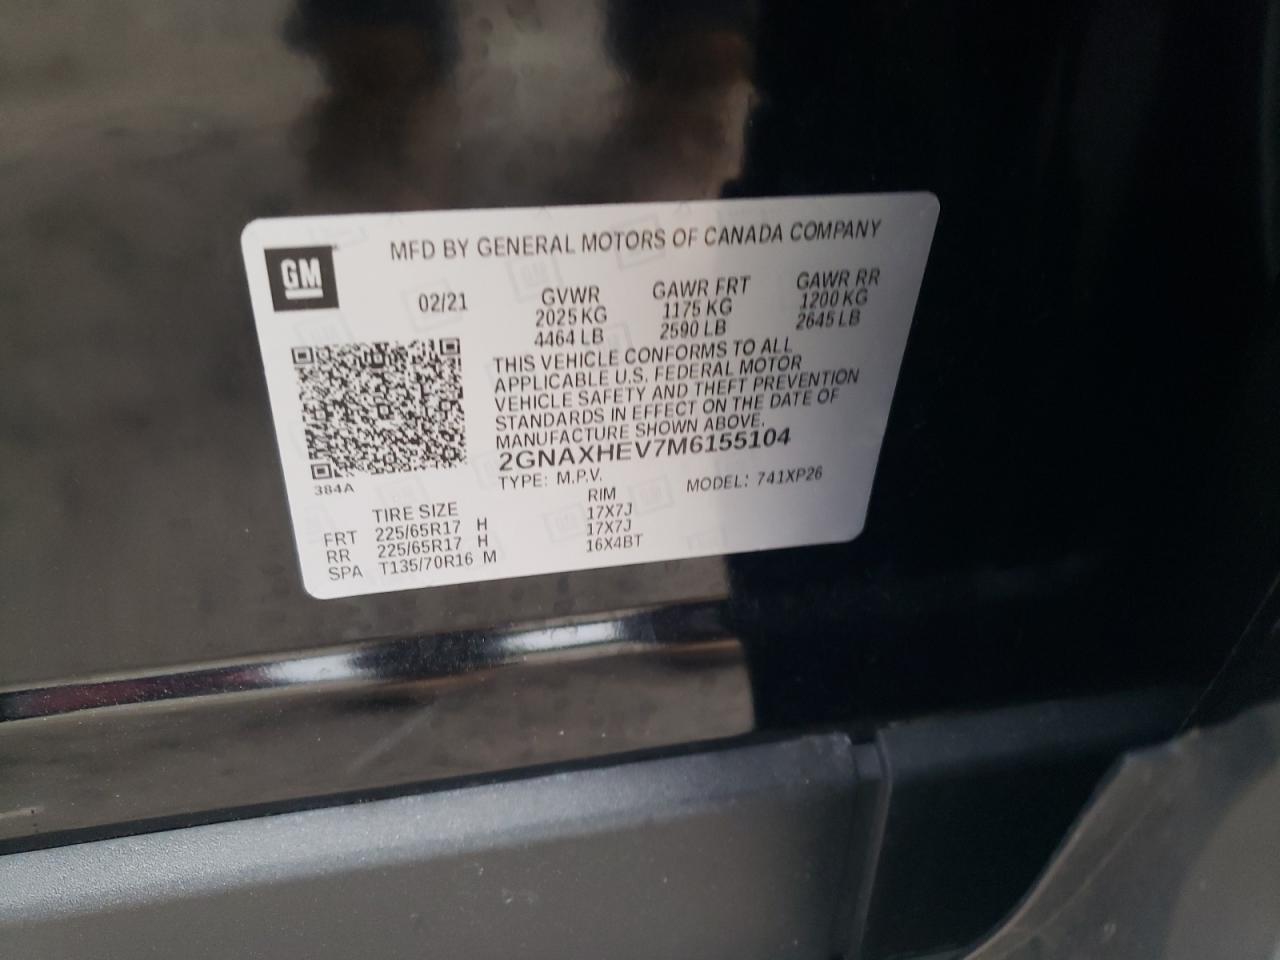 MFD BY GENERAL MOTORS OF CANADA COMPANY
GM
02/21
GVWR GAWR FRT GAWR RR
2025 KG 1175 KG 1200 KG
4464 LB 2590 LB 2645 LB
THIS VEHICLE CONFORMS TO ALL
APPLICABLE U.S. FEDERAL MOTOR
VEHICLE SAFETY AND THEFT PREVENTION
STANDARDS IN EFFECT ON THE DATE OF
MANUFACTURE SHOWN ABOVE.
2GNAXHEV7M6155104
TYPE: M.P.V. MODEL: 741XP26
384A
TIRE SIZE RIM
FRT 225/65R17 H 17X7J
RR 225/65R17 H 17X7J
SPA T135/70R16 M 16X4BT